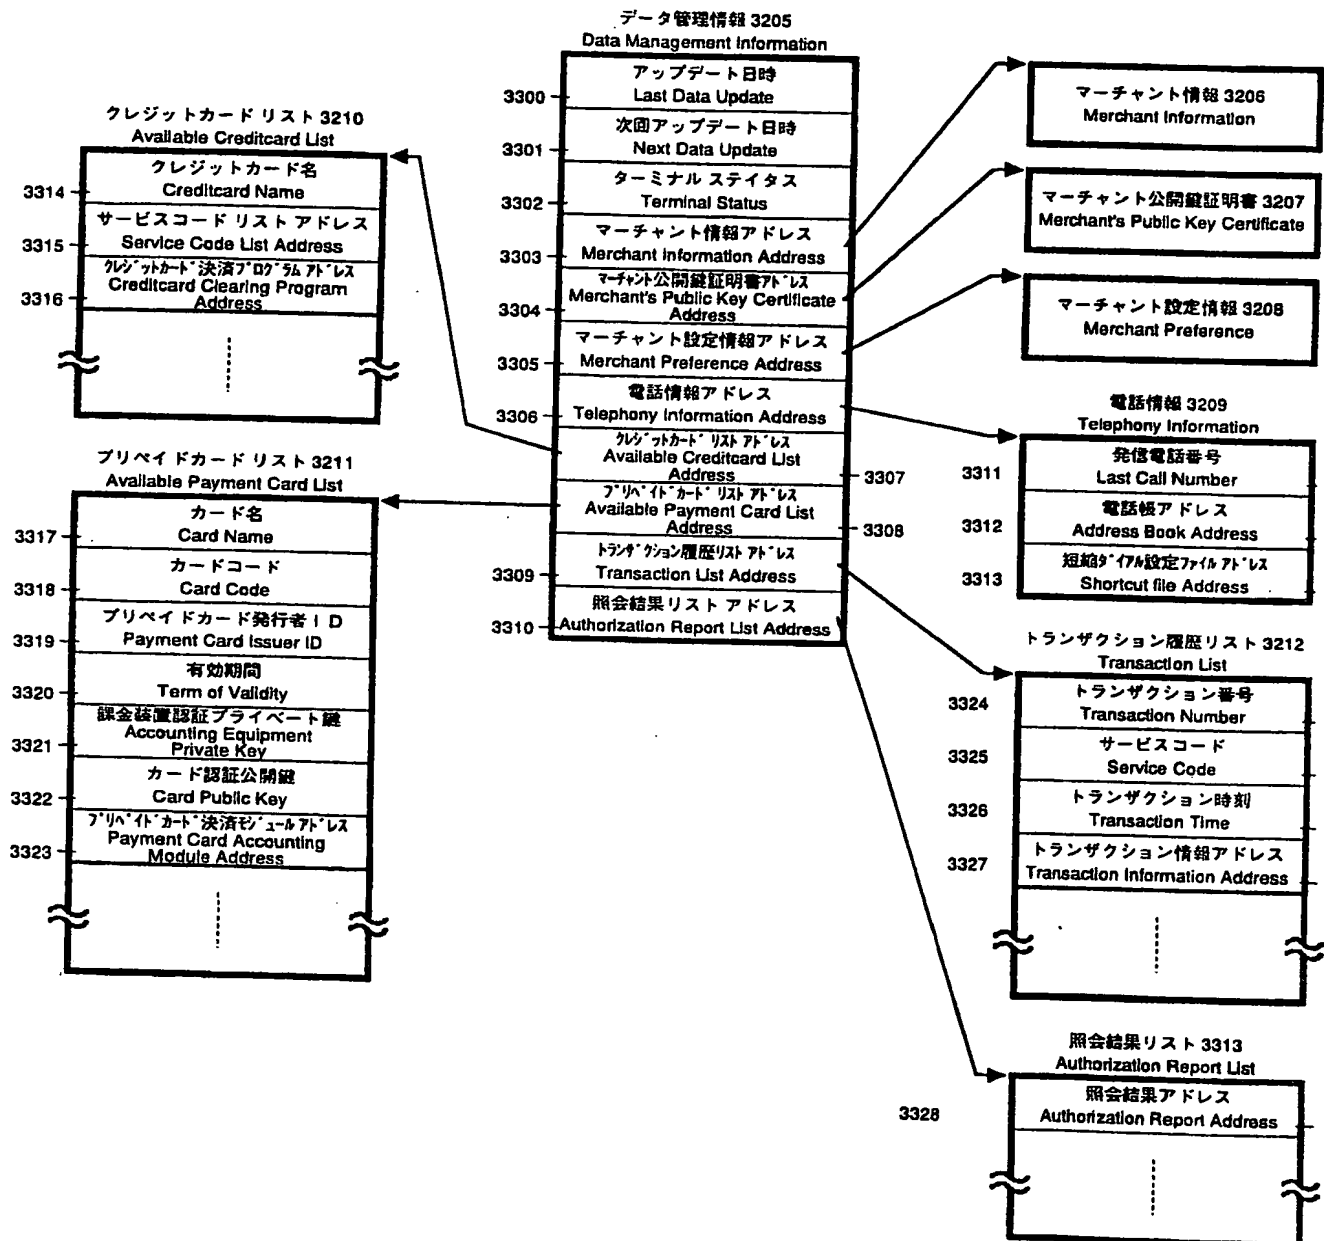 データ管理情報 3205
Data Management Information
アップデート日時
Last Data Update
3300
次回アップデート日時
Next Data Update
3301
ターミナル ステイタス
Terminal Status
3302
マーチャント情報アドレス
Merchant Information Address
3303
マーチャント公開鍵証明書アドレス
Merchant's Public Key Certificate
Address
3304
マーチャント設定情報アドレス
Merchant Preference Address
3305
電話情報アドレス
Telephony Information Address
3306
クレジットカード リスト アドレス
Available Creditcard List
Address
3307
プリペイドカード リスト アドレス
Available Payment Card List
Address
3308
トランザクション履歴リスト アドレス
Transaction List Address
3309
照会結果リスト アドレス
Authorization Report List Address
3310
クレジットカード リスト 3210
Available Creditcard List
クレジットカード名
Creditcard Name
3314
サービスコード リスト アドレス
Service Code List Address
3315
クレジットカード決済プログラム アドレス
Creditcard Clearing Program
Address
3316
プリペイドカード リスト 3211
Available Payment Card List
カード名
Card Name
3317
カードコード
Card Code
3318
プリペイドカード発行者ID
Payment Card Issuer ID
3319
有効期間
Term of Validity
3320
課金装置認証プライベート鍵
Accounting Equipment
Private Key
3321
カード認証公開鍵
Card Public Key
3322
プリペイドカード決済モジュール アドレス
Payment Card Accounting
Module Address
3323
マーチャント情報 3206
Merchant Information
マーチャント公開鍵証明書 3207
Merchant's Public Key Certificate
マーチャント設定情報 3208
Merchant Preference
電話情報 3209
Telephony Information
3311
発信電話番号
Last Call Number
3312
電話帳アドレス
Address Book Address
3313
短縮ダイアル設定ファイル アドレス
Shortcut file Address
トランザクション履歴リスト 3212
Transaction List
3324
トランザクション番号
Transaction Number
3325
サービスコード
Service Code
3326
トランザクション時刻
Transaction Time
3327
トランザクション情報アドレス
Transaction Information Address
照会結果リスト 3313
Authorization Report List
3328
照会結果アドレス
Authorization Report Address